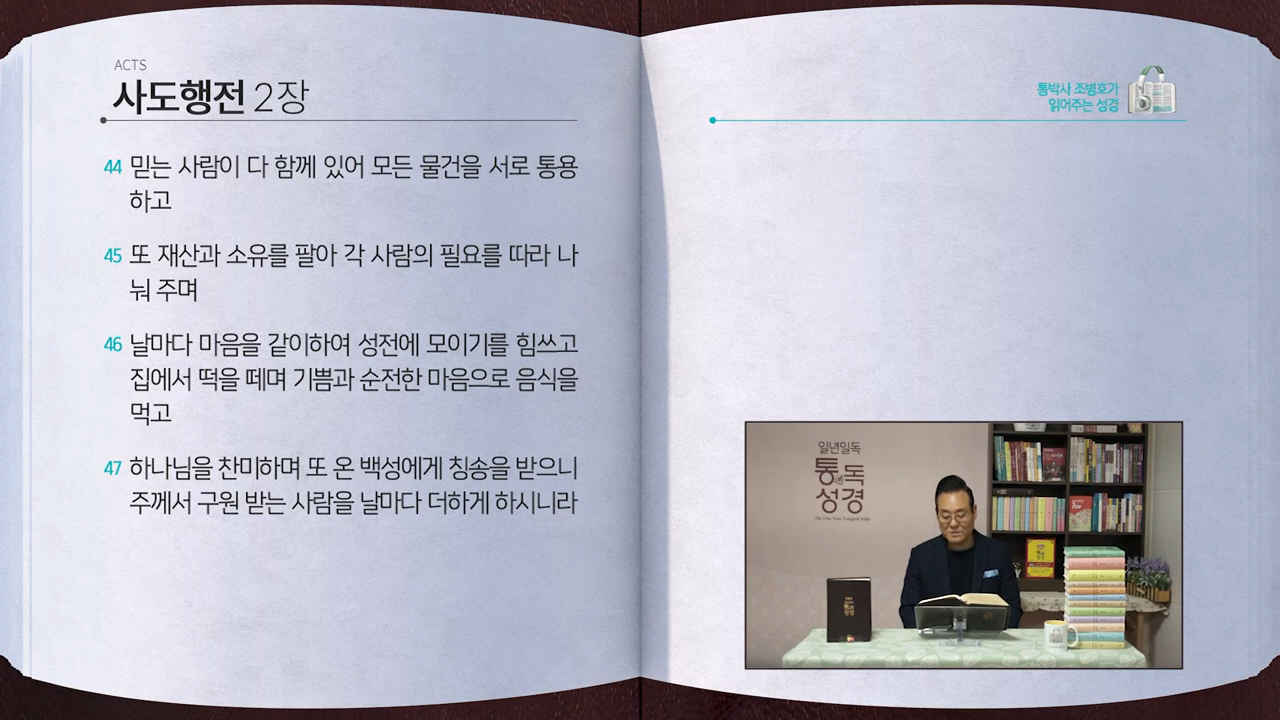 ACTS
사도행전 2장
44 믿는 사람이 다 함께 있어 모든 물건을 서로 통용
하고
45 또 재산과 소유를 팔아 각 사람의 필요를 따라 나
눠 주며
46 날마다 마음을 같이하여 성전에 모이기를 힘쓰고
집에서 떡을 떼며 기쁨과 순전한 마음으로 음식을
먹고
47 하나님을 찬미하며 또 온 백성에게 칭송을 받으니
주께서 구원 받는 사람을 날마다 더하게 하시니라
통박사 조병호가
읽어주는 성경
일년일독
통독
성경